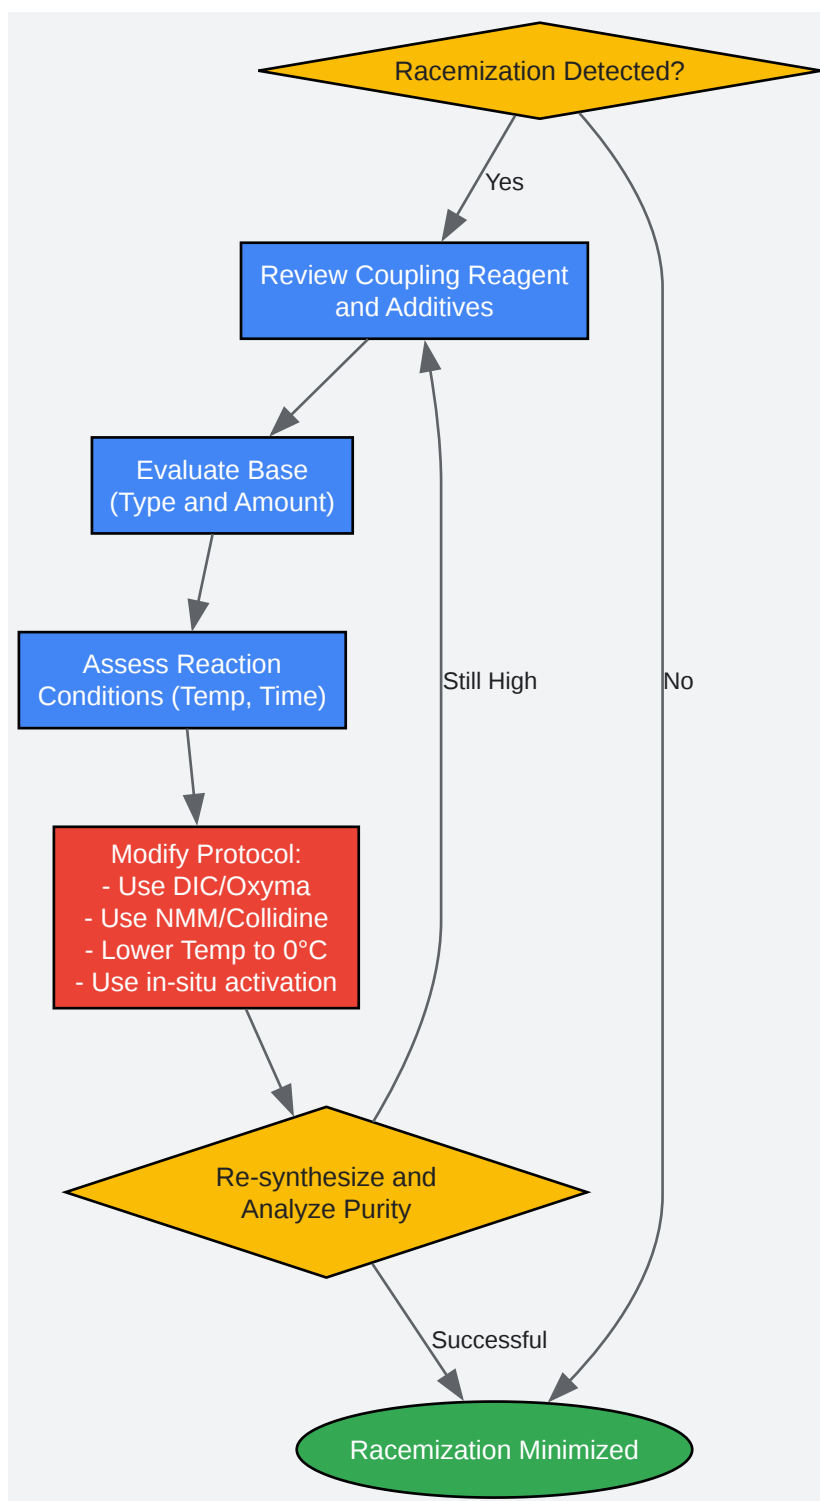 Racemization Detected?
Yes
Review Coupling Reagent
and Additives
Evaluate Base
(Type and Amount)
Assess Reaction
Conditions (Temp, Time)
Still High
No
Modify Protocol:
- Use DIC/Oxyma
- Use NMM/Collidine
- Lower Temp to 0°C
- Use in-situ activation
Re-synthesize and
Analyze Purity
Successful
Racemization Minimized